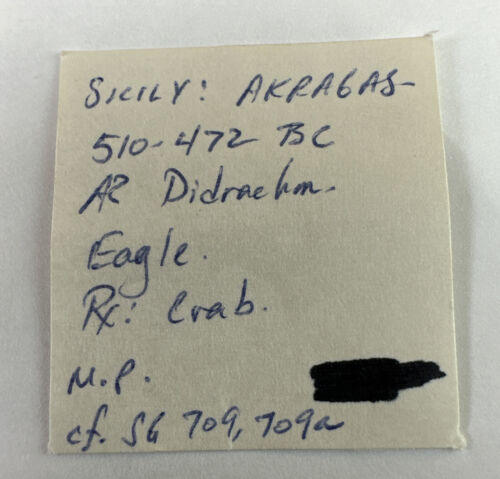 SICILY: AKRAGAS-
510-472 BC
AR Didrachm.
Eagle.
Rx: Crab.
M.P.
cf. SG 709, 709a